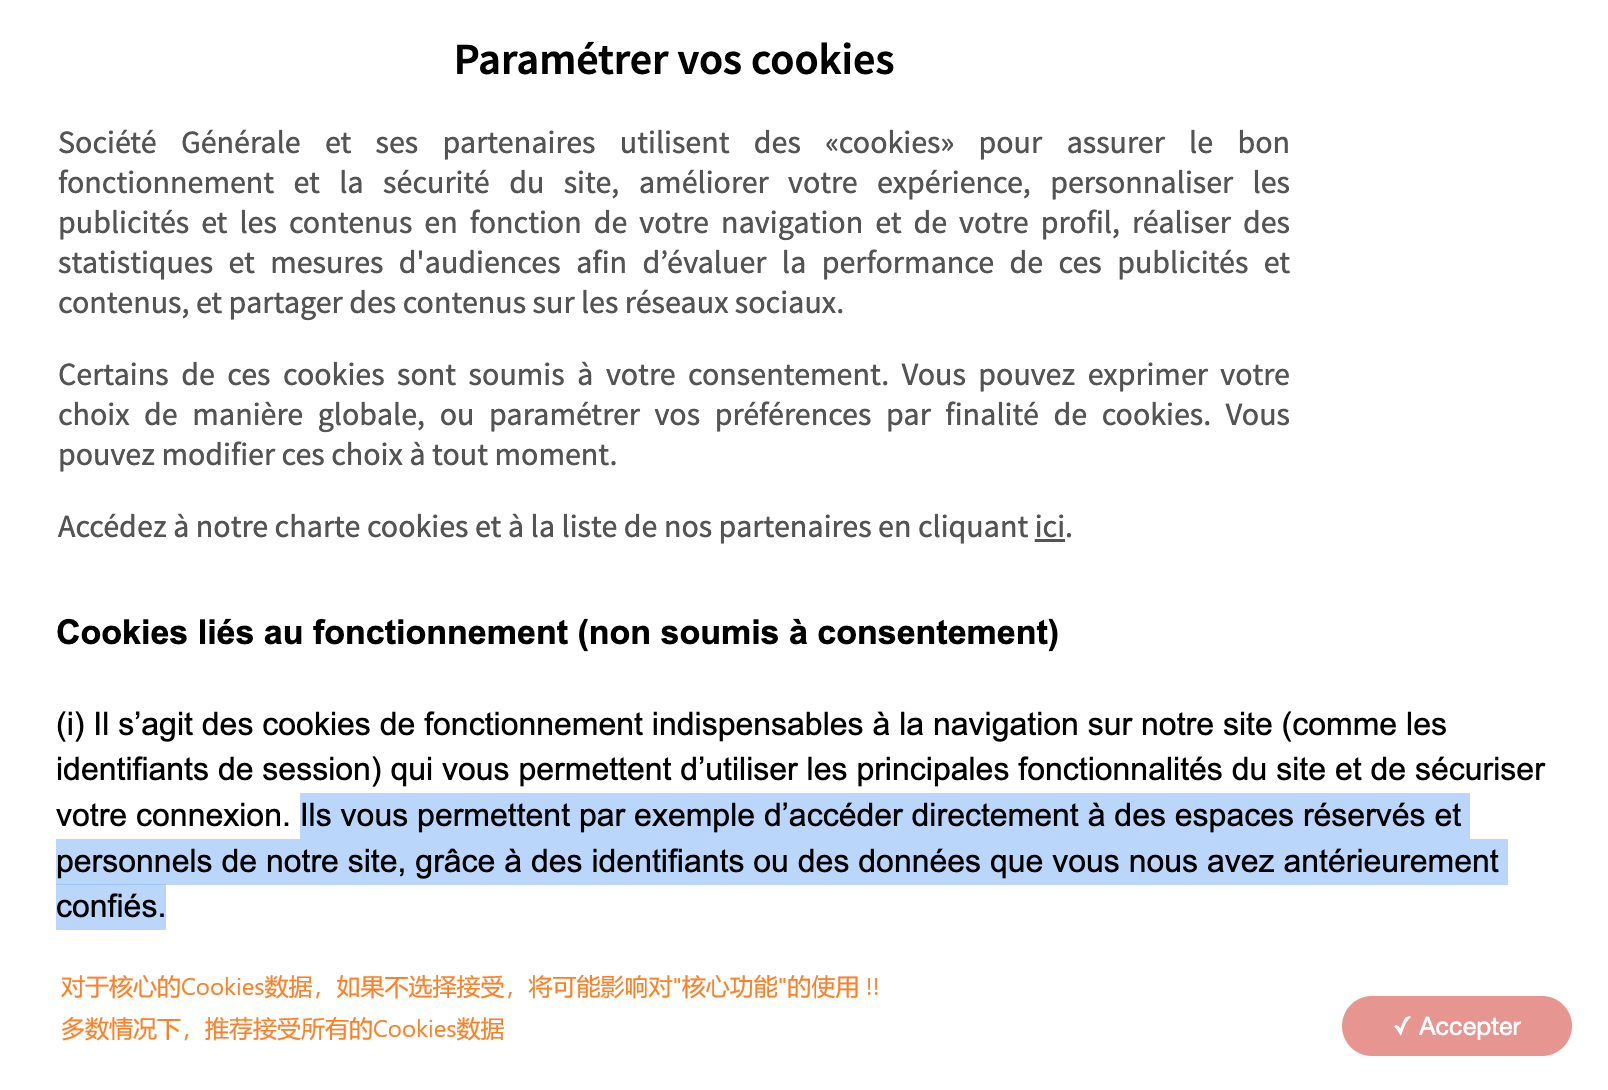 Paramétrer vos cookies
Société Générale et ses partenaires utilisent des «cookies» pour assurer le bon
fonctionnement et la sécurité du site, améliorer votre expérience, personnaliser les
publicités et les contenus en fonction de votre navigation et de votre profil, réaliser des
statistiques et mesures d'audiences afin d’évaluer la performance de ces publicités et
contenus, et partager des contenus sur les réseaux sociaux.
Certains de ces cookies sont soumis à votre consentement. Vous pouvez exprimer votre
choix de manière globale, ou paramétrer vos préférences par finalité de cookies. Vous
pouvez modifier ces choix à tout moment.
Accédez à notre charte cookies et à la liste de nos partenaires en cliquant ici.
Cookies liés au fonctionnement (non soumis à consentement)
(i) Il s’agit des cookies de fonctionnement indispensables à la navigation sur notre site (comme les
identifiants de session) qui vous permettent d’utiliser les principales fonctionnalités du site et de sécuriser
votre connexion. Ils vous permettent par exemple d’accéder directement à des espaces réservés et
personnels de notre site, grâce à des identifiants ou des données que vous nous avez antérieurement
confiés.
对于核心的Cookies数据，如果不选择接受，将可能影响对"核心功能"的使用 !!
多数情况下，推荐接受所有的Cookies数据
✓ Accepter